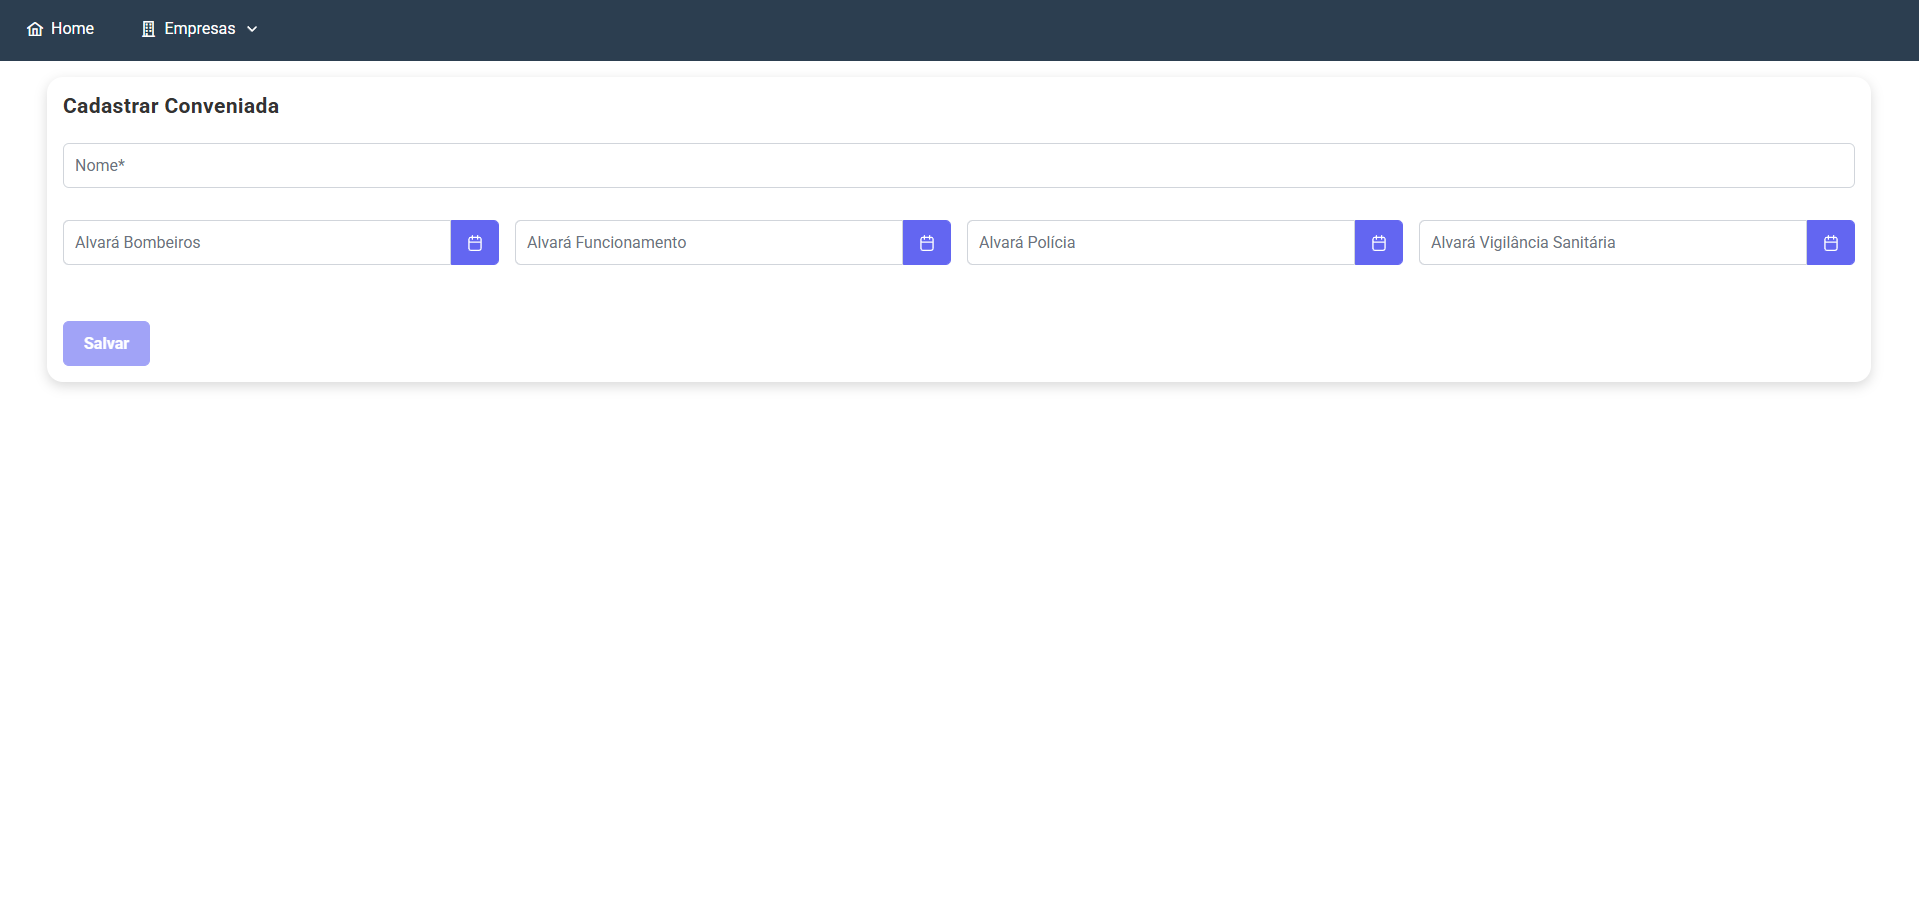 Home Empresas
Cadastrar Conveniada
Nome*
Alvará Bombeiros Alvará Funcionamento Alvará Polícia Alvará Vigilância Sanitária
Salvar